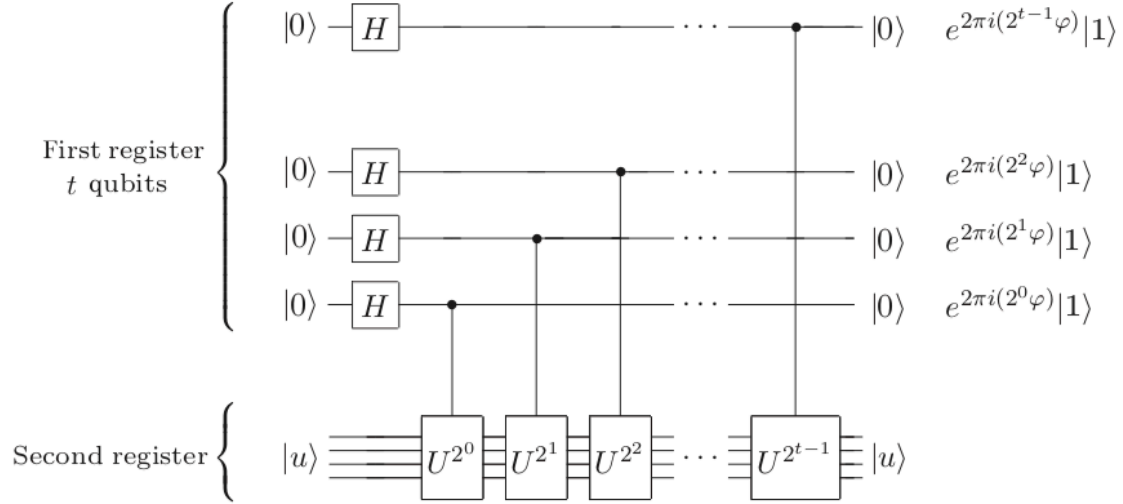 |0⟩ H ··· |0⟩ e^{2πi(2^{t−1}φ)}|1⟩
First register
t qubits
|0⟩ H ··· |0⟩ e^{2πi(2^2φ)}|1⟩
|0⟩ H ··· |0⟩ e^{2πi(2^1φ)}|1⟩
|0⟩ H ··· |0⟩ e^{2πi(2^0φ)}|1⟩
Second register |u⟩ U^{2^0} U^{2^1} U^{2^2} ··· U^{2^{t−1}} |u⟩